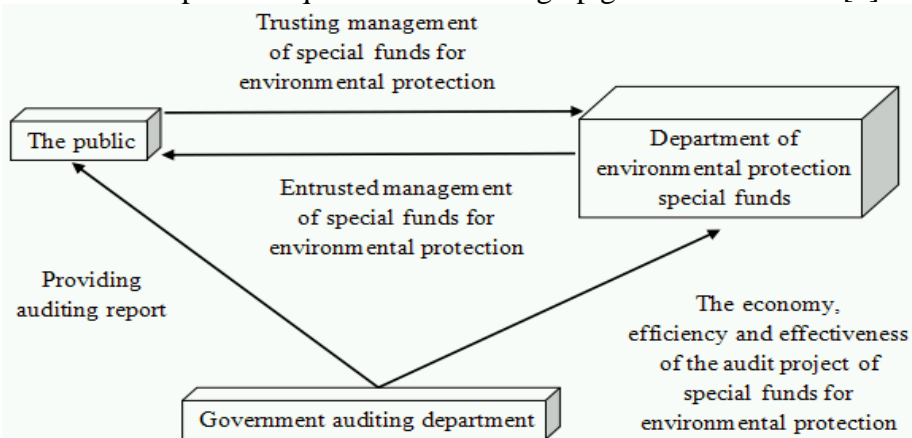 Trusting management
of special funds for
environmental protection
The public
Department of
environmental protection
special funds
Entrusted management
of special funds for
environmental protection
Providing
auditing report
The economy,
efficiency and effectiveness
of the audit project of
special funds for
environmental protection
Government auditing department